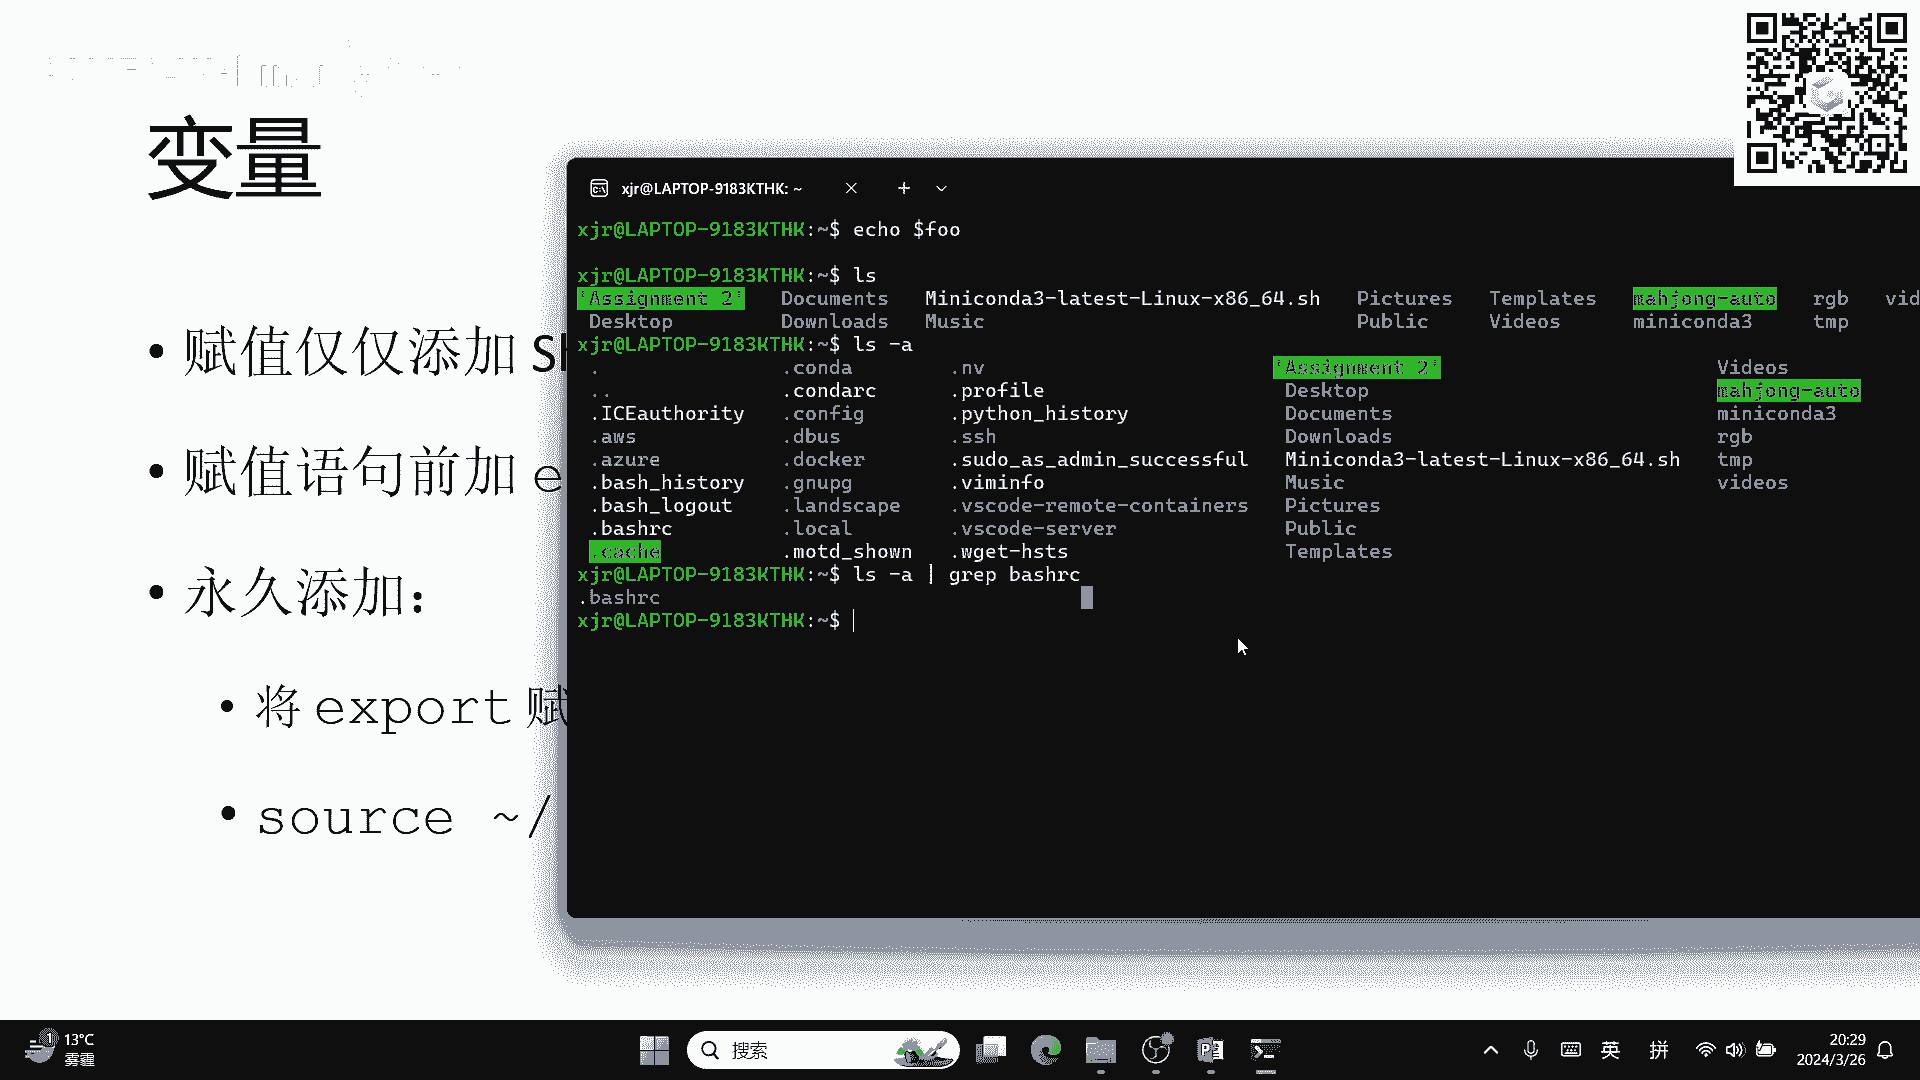 变量
• 赋值仅仅添加 Sh
• 赋值语句前加 e
• 永久添加：
• 将 export 赋
• source ~/
xjr@LAPTOP-9183KTHK: ~
xjr@LAPTOP-9183KTHK:~$ echo $foo
xjr@LAPTOP-9183KTHK:~$ ls
'Assignment 2' Documents Miniconda3-latest-Linux-x86_64.sh Pictures Templates mahjong-auto rgb vid
Desktop Downloads Music Public Videos miniconda3 tmp
xjr@LAPTOP-9183KTHK:~$ ls -a
. .conda .nv 'Assignment 2' Videos
.. .condarc .profile Desktop mahjong-auto
.ICEauthority .config .python_history Documents miniconda3
.aws .dbus .ssh Downloads rgb
.azure .docker .sudo_as_admin_successful Miniconda3-latest-Linux-x86_64.sh tmp
.bash_history .gnupg .viminfo Music videos
.bash_logout .landscape .vscode-remote-containers Pictures
.bashrc .local .vscode-server Public
.cache .motd_shown .wget-hsts Templates
xjr@LAPTOP-9183KTHK:~$ ls -a | grep bashrc
.bashrc
xjr@LAPTOP-9183KTHK:~$
1
13°C
雾霾
搜索
英
拼
20:29
2024/3/26